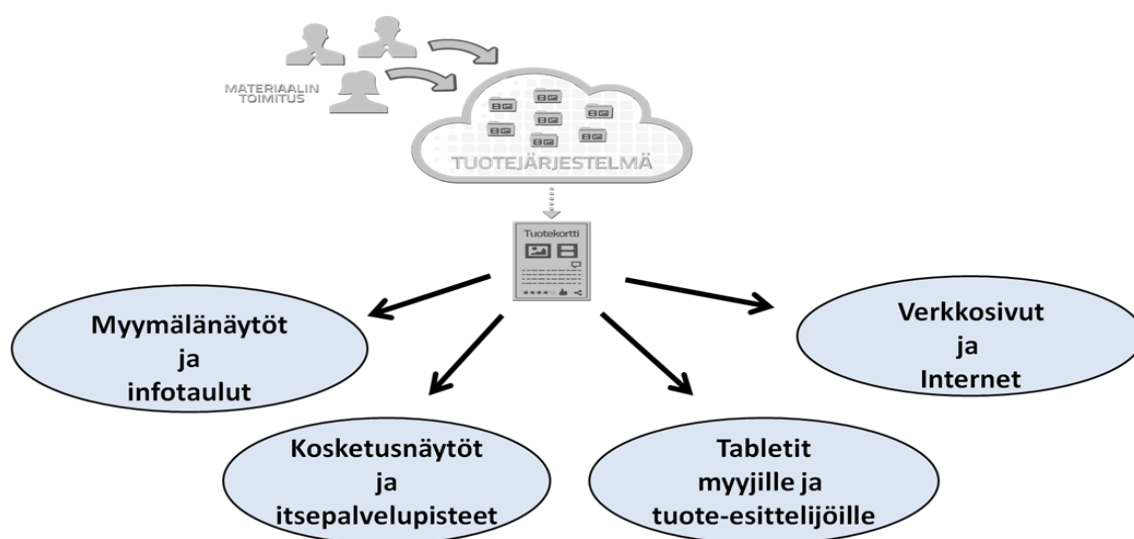 MATERIAALIN
TOIMITUS
TUOTEJÄRJESTELMÄ
Tuotekortti
Myymälänäytöt
ja
infotaulut
Verkkosivut
ja
Internet
Kosketusnäytöt
ja
itsepalvelupisteet
Tabletit
myyjille ja
tuote-esittelijöille